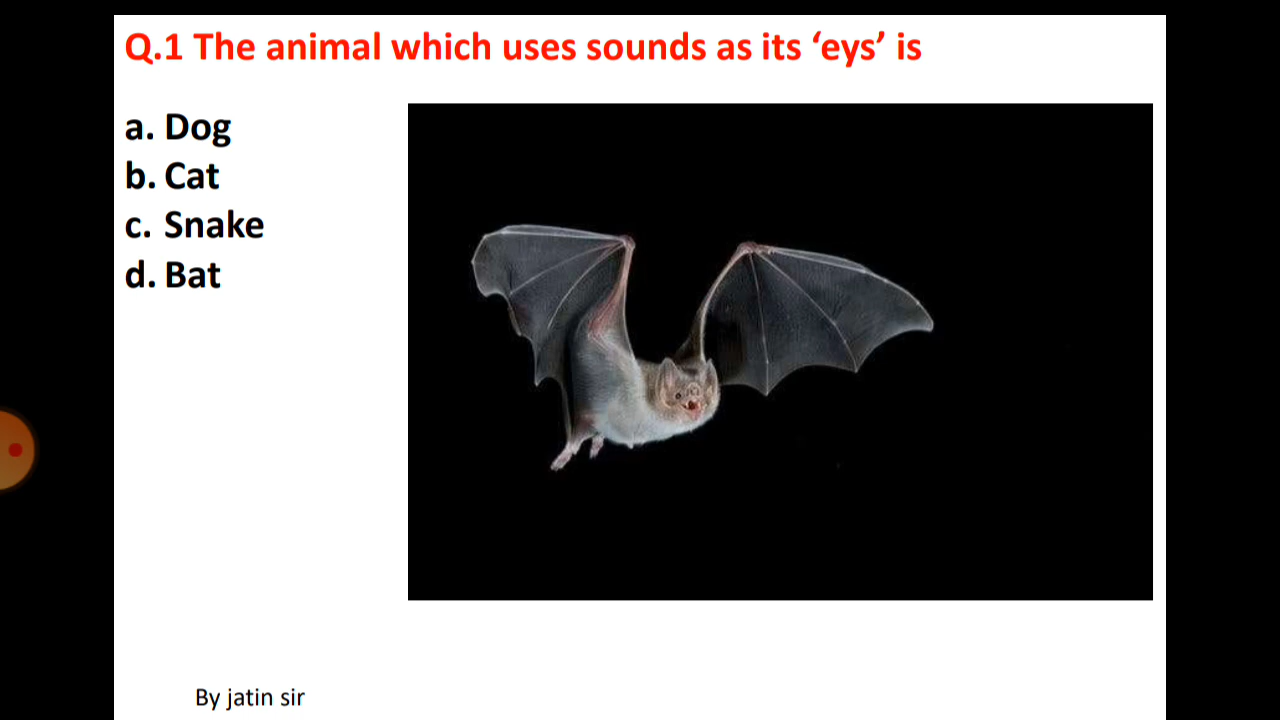 Q.1 The animal which uses sounds as its ‘eys’ is
a. Dog
b. Cat
c. Snake
d. Bat
By jatin sir